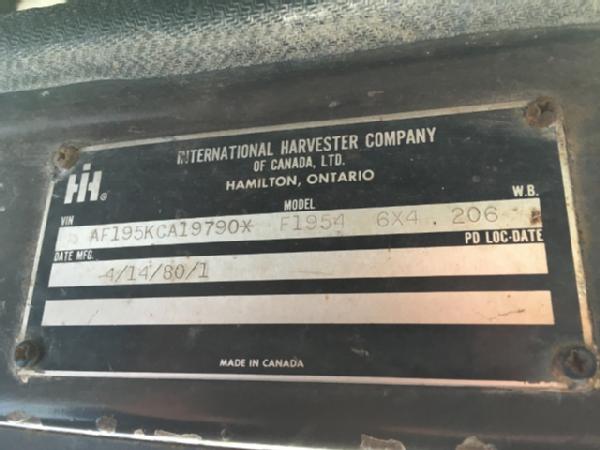 INTERNATIONAL HARVESTER COMPANY
OF CANADA, LTD.
HAMILTON, ONTARIO
IH ®
VIN MODEL W.B.
AF195KCA19790X F1954 6X4 . 206
DATE MFG. PD LOC-DATE
4/14/80/1
MADE IN CANADA